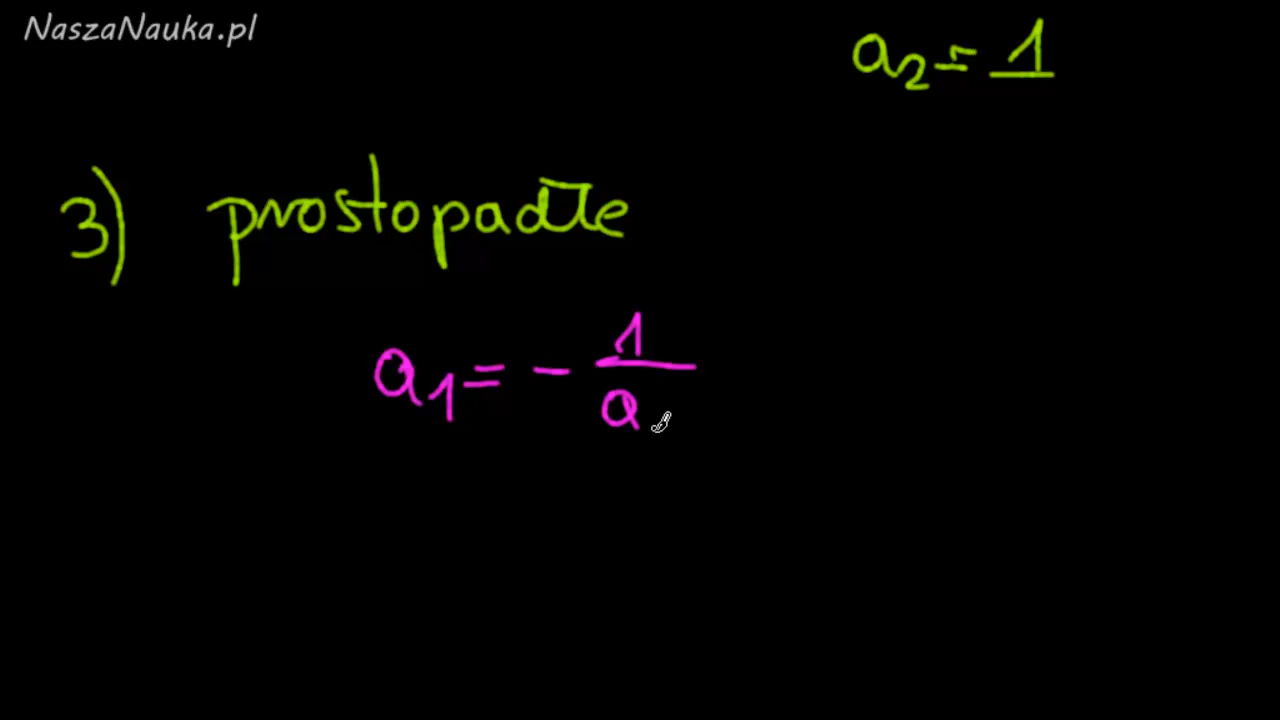 NaszaNauka.pl
a₂ = 1
3) prostopadłe
a₁ = - 1/a